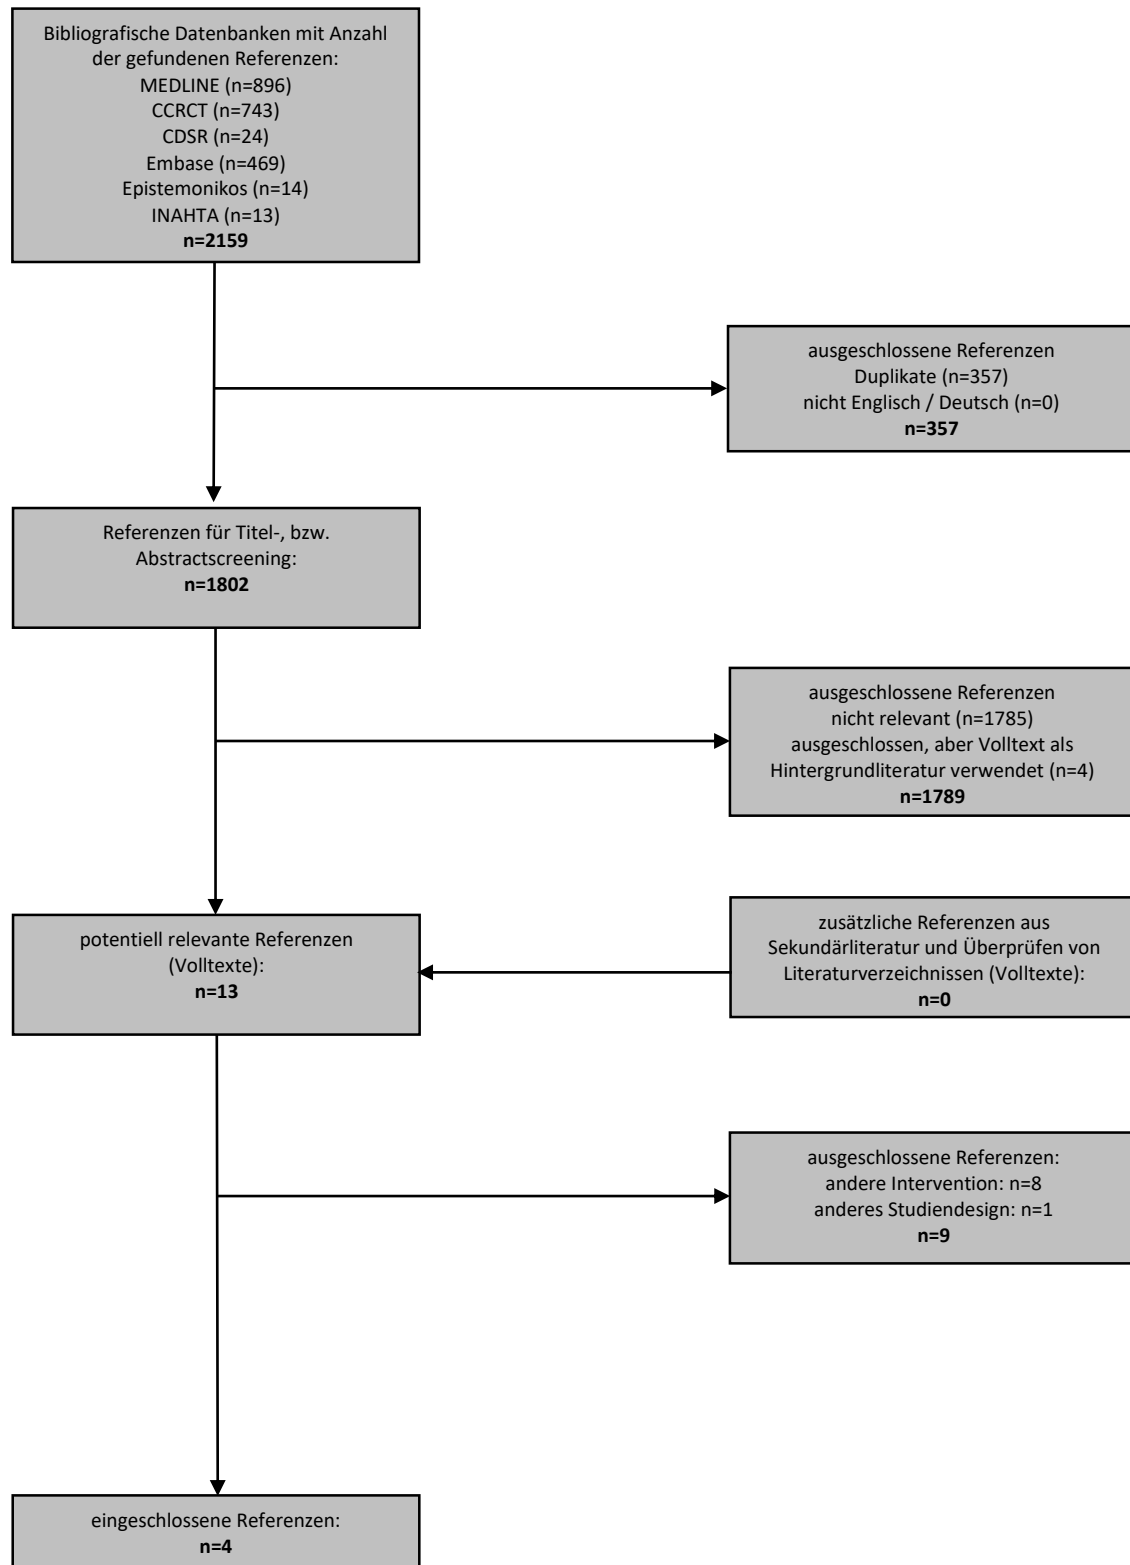 Bibliografische Datenbanken mit Anzahl
der gefundenen Referenzen:
MEDLINE (n=896)
CCRCT (n=743)
CDSR (n=24)
Embase (n=469)
Epistemonikos (n=14)
INAHTA (n=13)
n=2159
ausgeschlossene Referenzen
Duplikate (n=357)
nicht Englisch / Deutsch (n=0)
n=357
Referenzen für Titel-, bzw.
Abstractscreening:
n=1802
ausgeschlossene Referenzen
nicht relevant (n=1785)
ausgeschlossen, aber Volltext als
Hintergrundliteratur verwendet (n=4)
n=1789
potentiell relevante Referenzen
(Volltexte):
n=13
zusätzliche Referenzen aus
Sekundärliteratur und Überprüfen von
Literaturverzeichnissen (Volltexte):
n=0
ausgeschlossene Referenzen:
andere Intervention: n=8
anderes Studiendesign: n=1
n=9
eingeschlossene Referenzen:
n=4